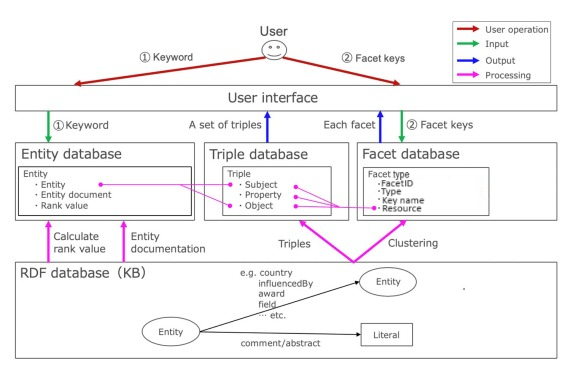 User
① Keyword
② Facet keys
User operation
Input
Output
Processing
User interface
① Keyword
A set of triples
Each facet
② Facet keys
Entity database
Entity
・Entity
・Entity document
・Rank value
Triple database
Triple
・Subject
・Property
・Object
Facet database
Facet type
・FacetID
・Type
・Key name
・Resource
Calculate
rank value
Entity
documentation
Triples
Clustering
RDF database (KB)
e.g. country
influencedBy
award
field
… etc.
Entity
Entity
Literal
comment/abstract